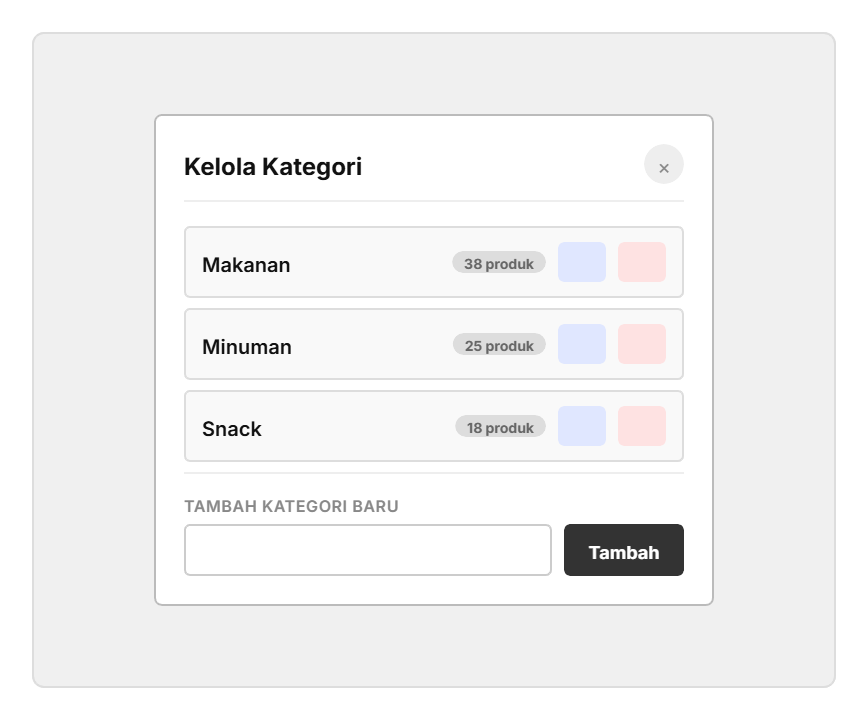 Kelola Kategori
×
Makanan 38 produk
Minuman 25 produk
Snack 18 produk
TAMBAH KATEGORI BARU
Tambah